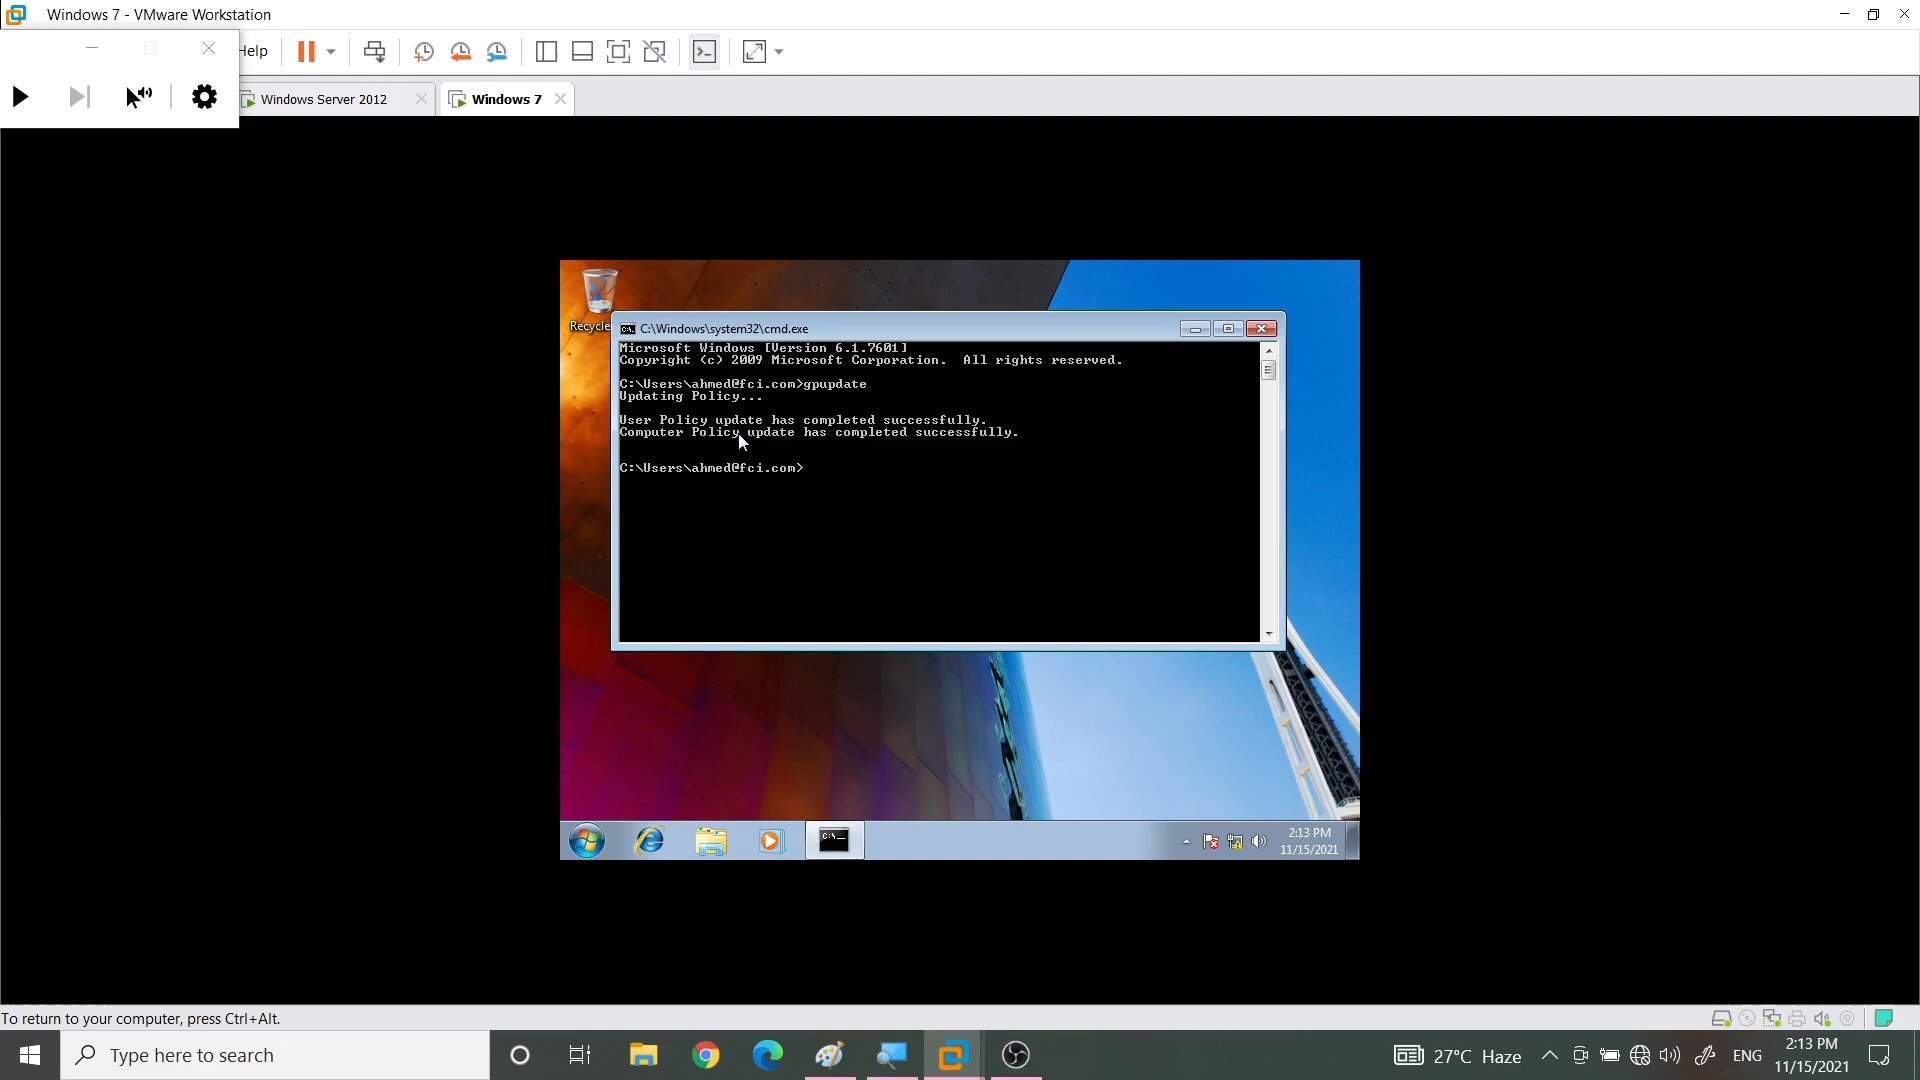 Windows 7 - VMware Workstation
Help
Windows Server 2012
Windows 7
Recycle
C:\Windows\system32\cmd.exe
Microsoft Windows [Version 6.1.7601]
Copyright (c) 2009 Microsoft Corporation.  All rights reserved.
C:\Users\ahmed@fci.com>gpupdate
Updating Policy...
User Policy update has completed successfully.
Computer Policy update has completed successfully.
C:\Users\ahmed@fci.com>
2:13 PM
11/15/2021
To return to your computer, press Ctrl+Alt.
Type here to search
27°C Haze
ENG
2:13 PM
11/15/2021